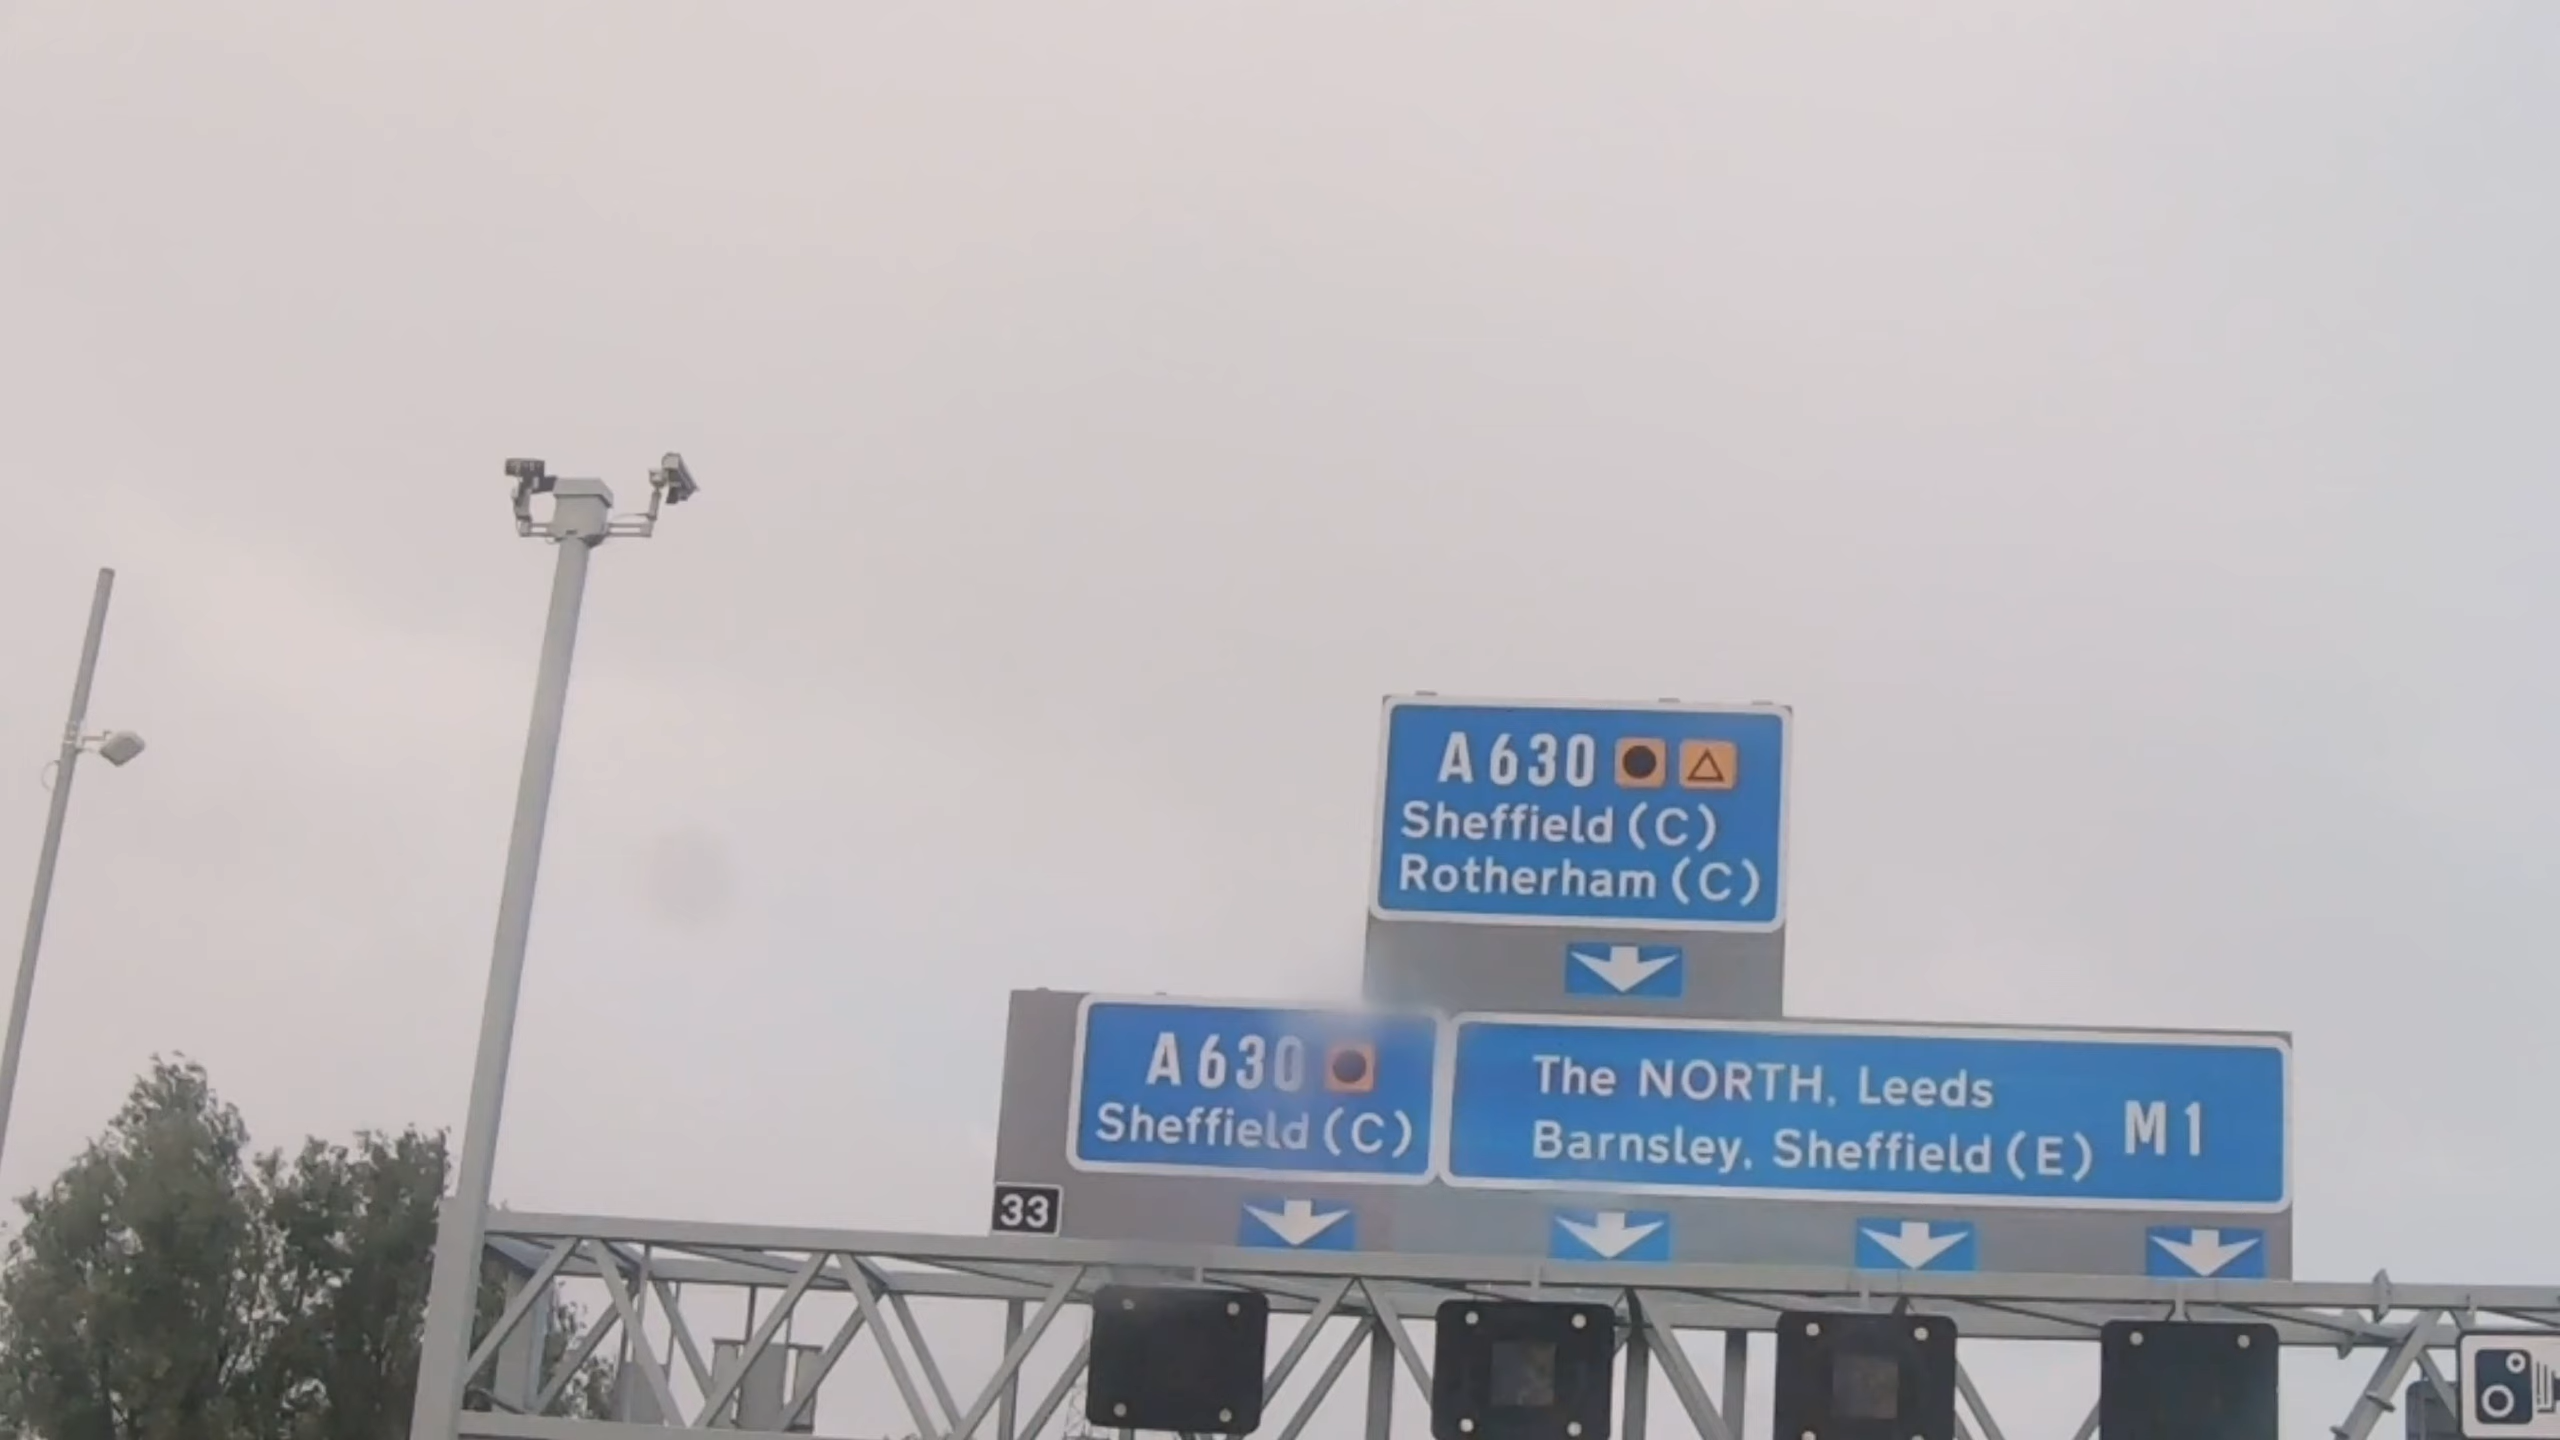 A630
Sheffield (C)
Rotherham (C)
A630
Sheffield (C)
The NORTH, Leeds
Barnsley, Sheffield (E)
M1
33